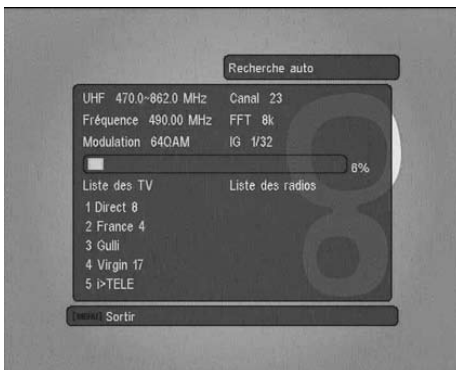 Recherche auto
UHF 470.0~862.0 MHz Canal 23
Fréquence 490.00 MHz FFT 8k
Modulation 64QAM IG 1/32
6%
Liste des TV Liste des radios
1 Direct 8
2 France 4
3 Gulli
4 Virgin 17
5 i>TELE
[MENU] Sortir